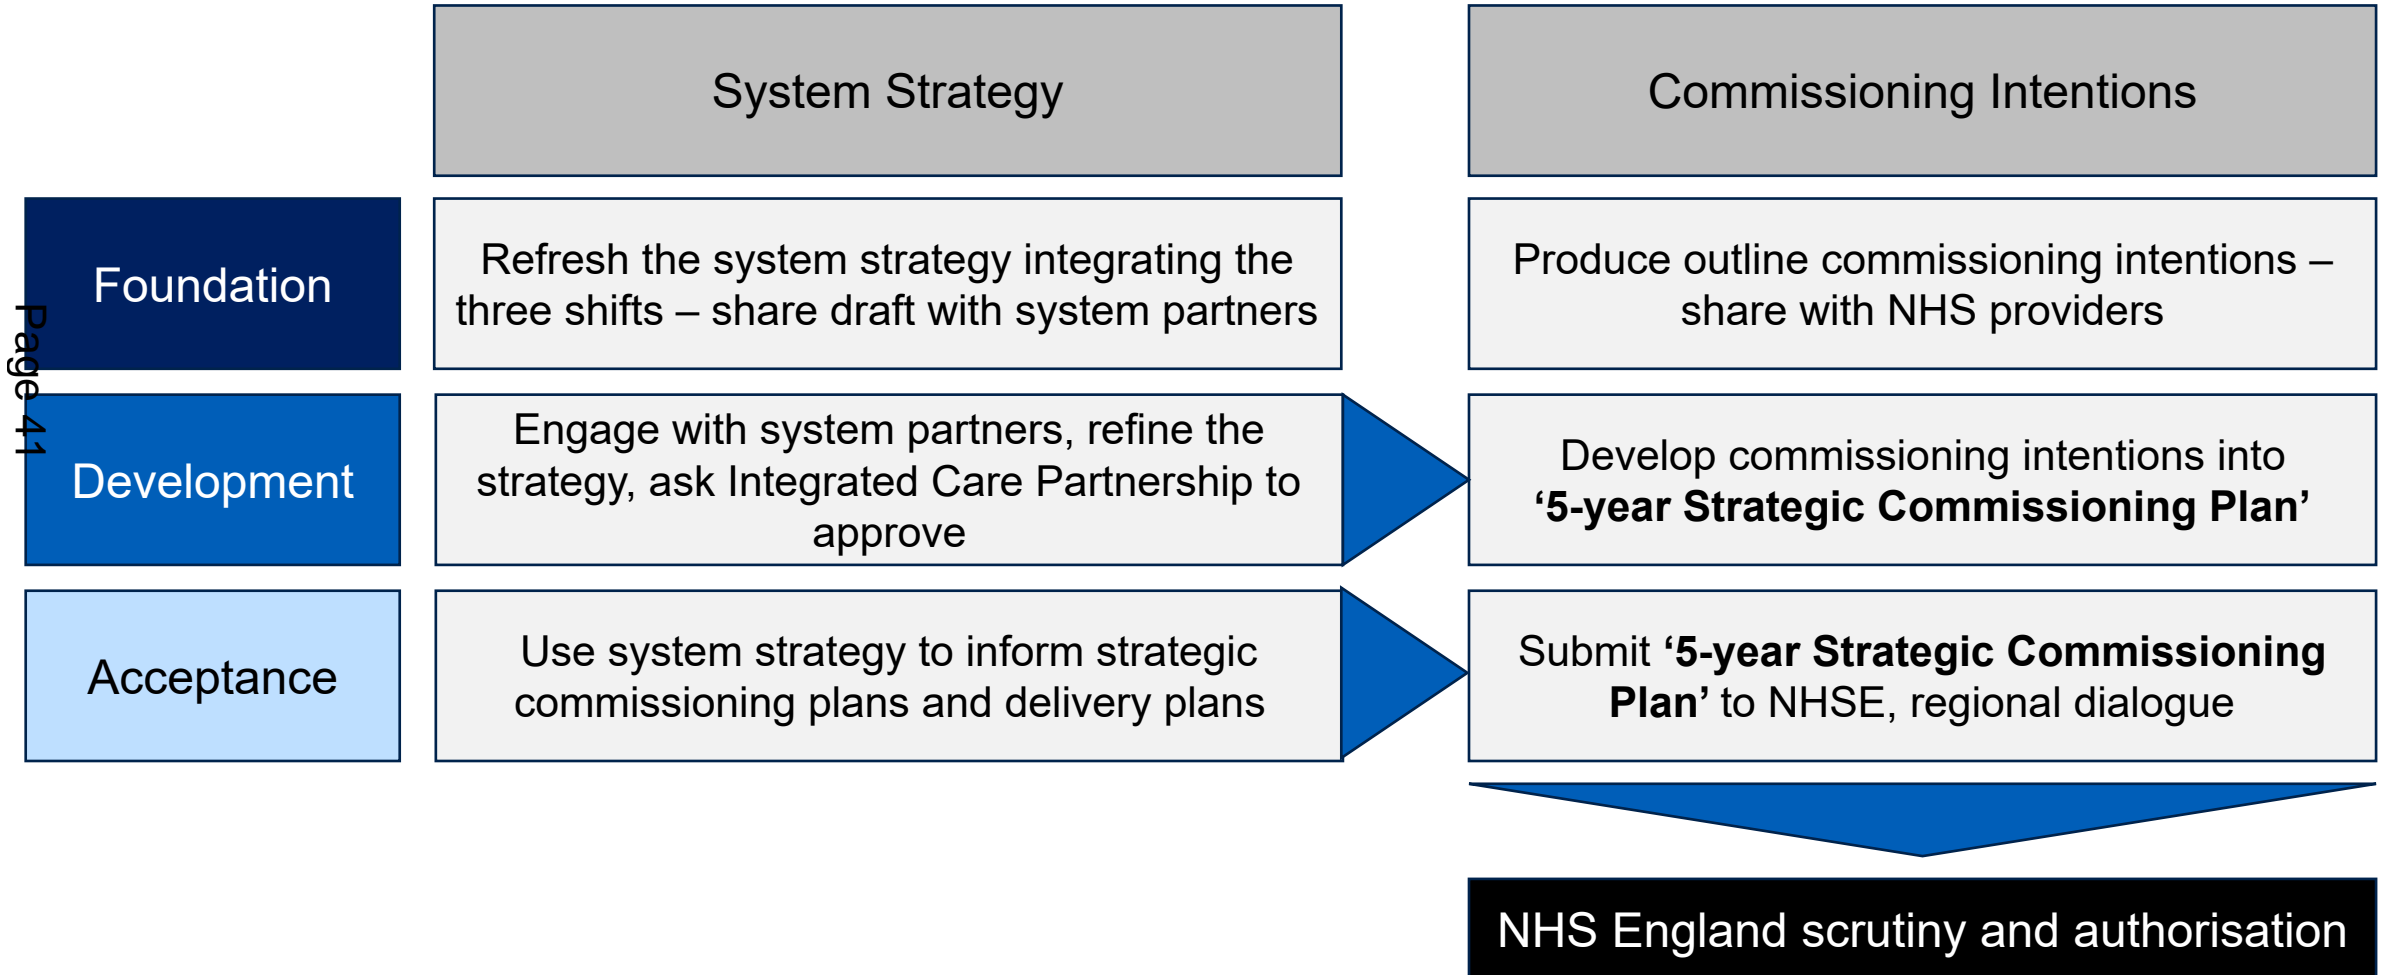 System Strategy
Commissioning Intentions
Foundation
Refresh the system strategy integrating the
three shifts – share draft with system partners
Produce outline commissioning intentions –
share with NHS providers
Page 41
Development
Engage with system partners, refine the
strategy, ask Integrated Care Partnership to
approve
Develop commissioning intentions into
‘5-year Strategic Commissioning Plan’
Acceptance
Use system strategy to inform strategic
commissioning plans and delivery plans
Submit ‘5-year Strategic Commissioning
Plan’ to NHSE, regional dialogue
NHS England scrutiny and authorisation